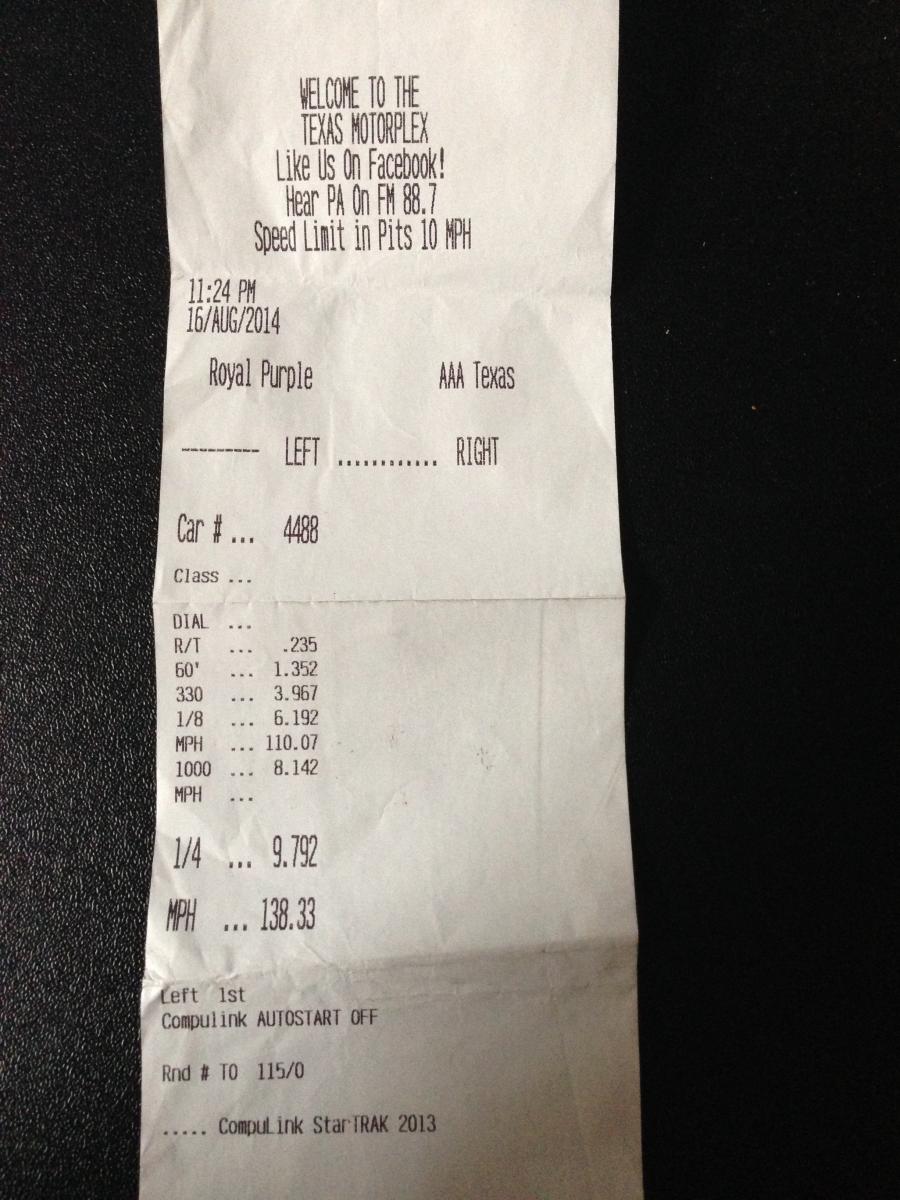 WELCOME TO THE
TEXAS MOTORPLEX
Like Us On Facebook!
Hear PA On FM 88.7
Speed Limit in Pits 10 MPH
11:24 PM
16/AUG/2014
Royal Purple AAA Texas
--------- LEFT ............ RIGHT
Car # ... 4488
Class ...
DIAL ...
R/T ... .235
60' ... 1.352
330 ... 3.967
1/8 ... 6.192
MPH ... 110.07
1000 ... 8.142
MPH ...
1/4 ... 9.792
MPH ... 138.33
Left 1st
Compulink AUTOSTART OFF
Rnd # TO 115/0
..... CompuLink StarTRAK 2013